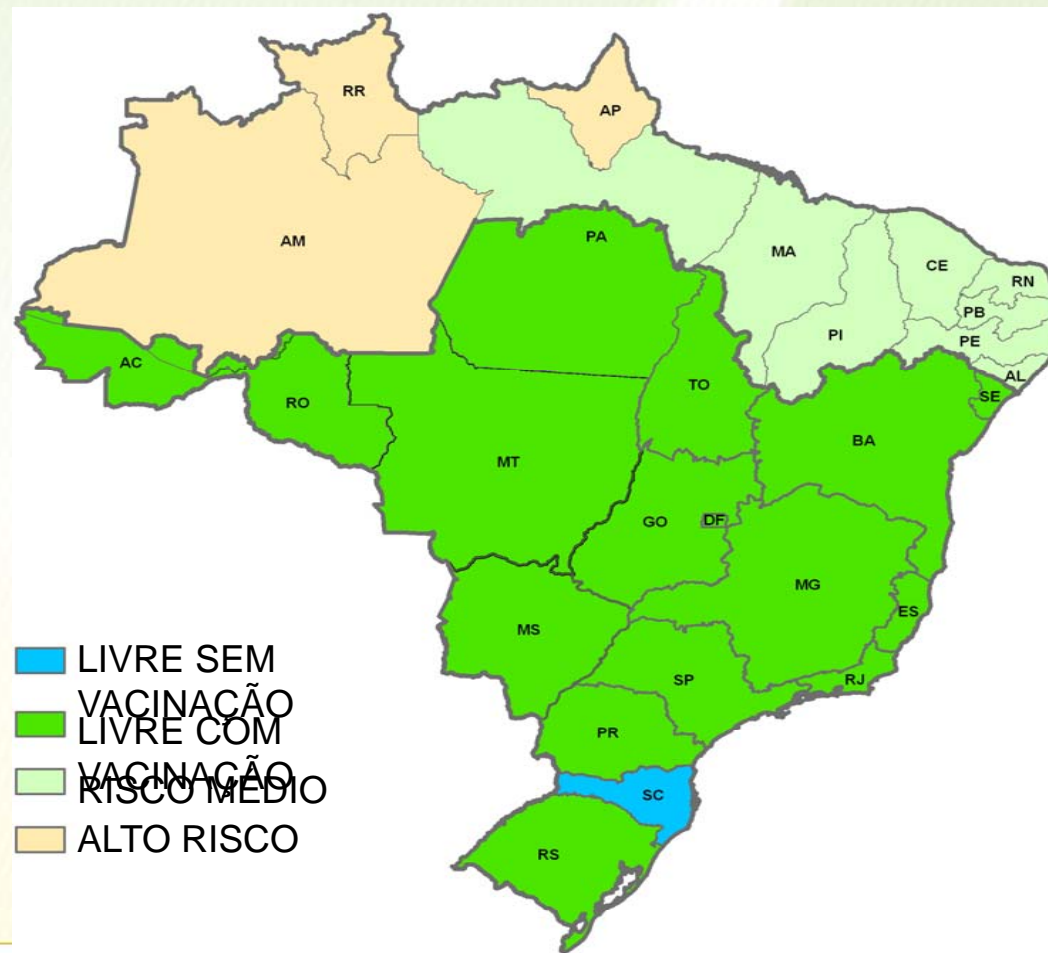 RR
AP
AM
PA
MA
CE
RN
PB
PI
PE
AL
AC
TO
SE
RO
BA
MT
GO
DF
MG
ES
MS
SP
RJ
PR
SC
RS
LIVRE SEM
VACINAÇÃO
LIVRE COM
VACINAÇÃO
RISCO MÉDIO
ALTO RISCO